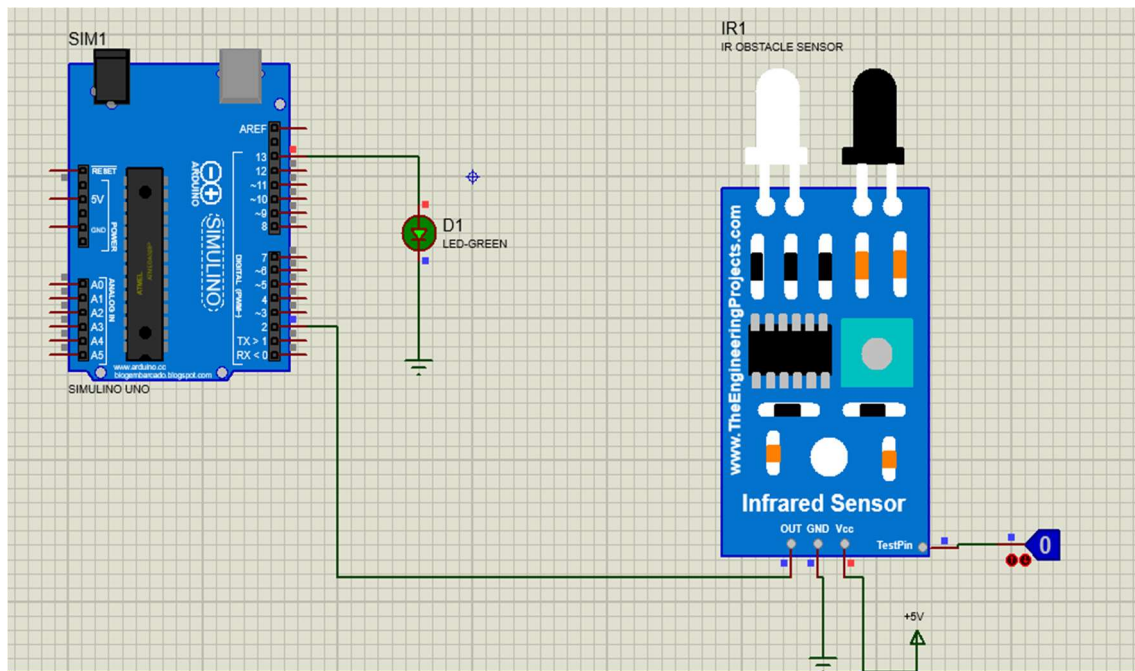 SIM1
AREF
13
12
~11
~10
~9
8
7
~6
~5
4
~3
2
TX > 1
RX < 0
RESET
5V
GND
POWER
A0
A1
A2
A3
A4
A5
ANALOG IN
ARDUINO
SIMULINO
DIGITAL (PWM~)
www.arduino.cc
blogembarcado.blogspot.com
SIMULINO UNO
D1
LED-GREEN
IR1
IR OBSTACLE SENSOR
www.TheEngineeringProjects.com
Infrared Sensor
OUT GND Vcc
TestPin
0
+5V